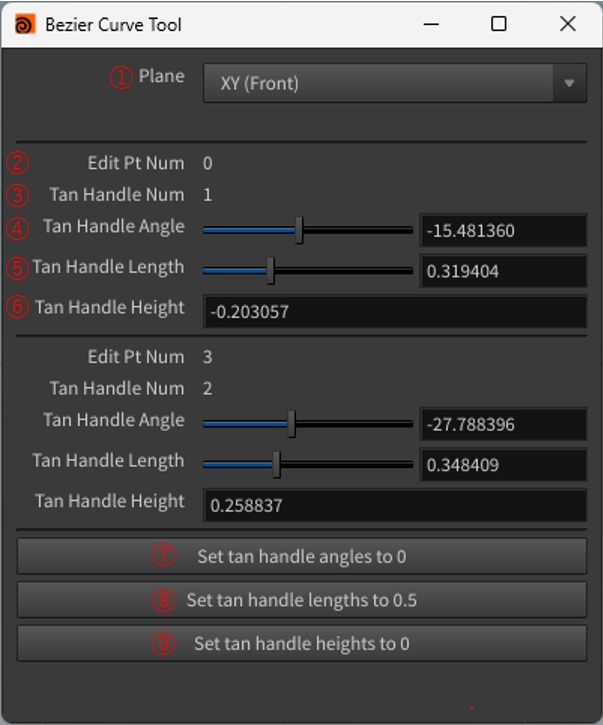 Bezier Curve Tool
① Plane XY (Front)
② Edit Pt Num 0
③ Tan Handle Num 1
④ Tan Handle Angle -15.481360
⑤ Tan Handle Length 0.319404
⑥ Tan Handle Height -0.203057
Edit Pt Num 3
Tan Handle Num 2
Tan Handle Angle -27.788396
Tan Handle Length 0.348409
Tan Handle Height 0.258837
⑦ Set tan handle angles to 0
⑧ Set tan handle lengths to 0.5
⑨ Set tan handle heights to 0